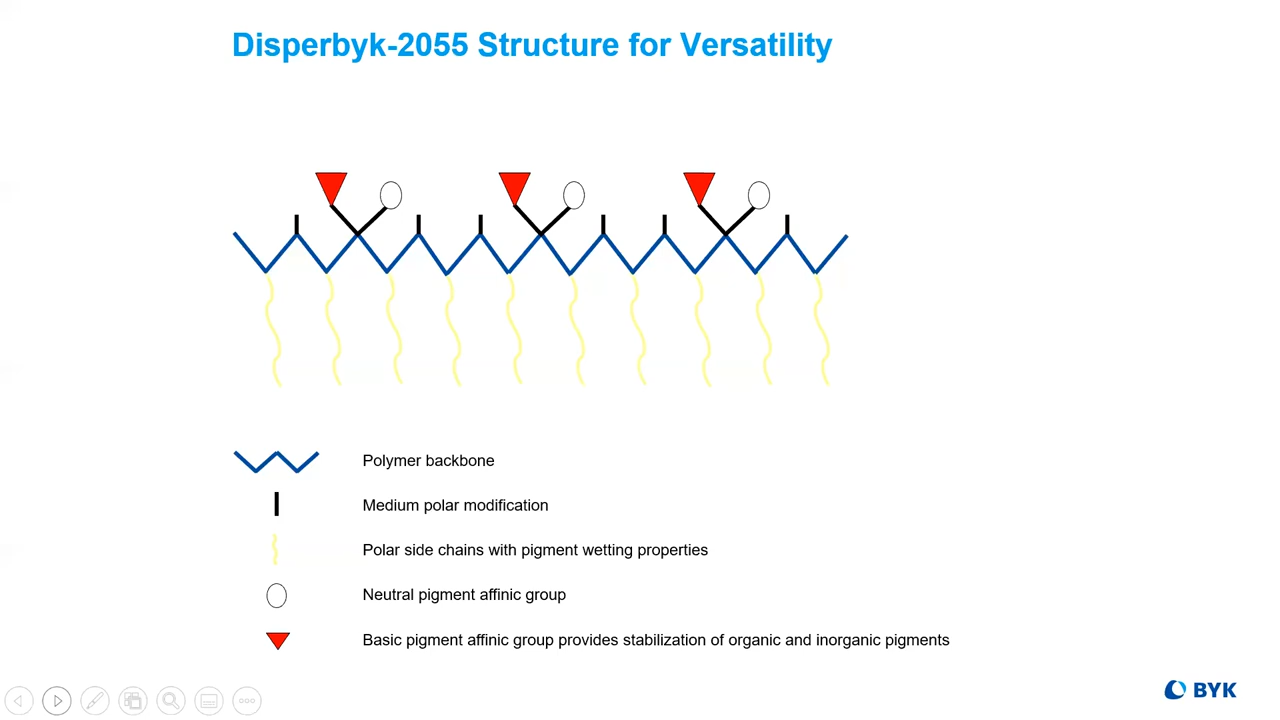 Disperbyk-2055 Structure for Versatility
Polymer backbone
Medium polar modification
Polar side chains with pigment wetting properties
Neutral pigment affinic group
Basic pigment affinic group provides stabilization of organic and inorganic pigments
BYK